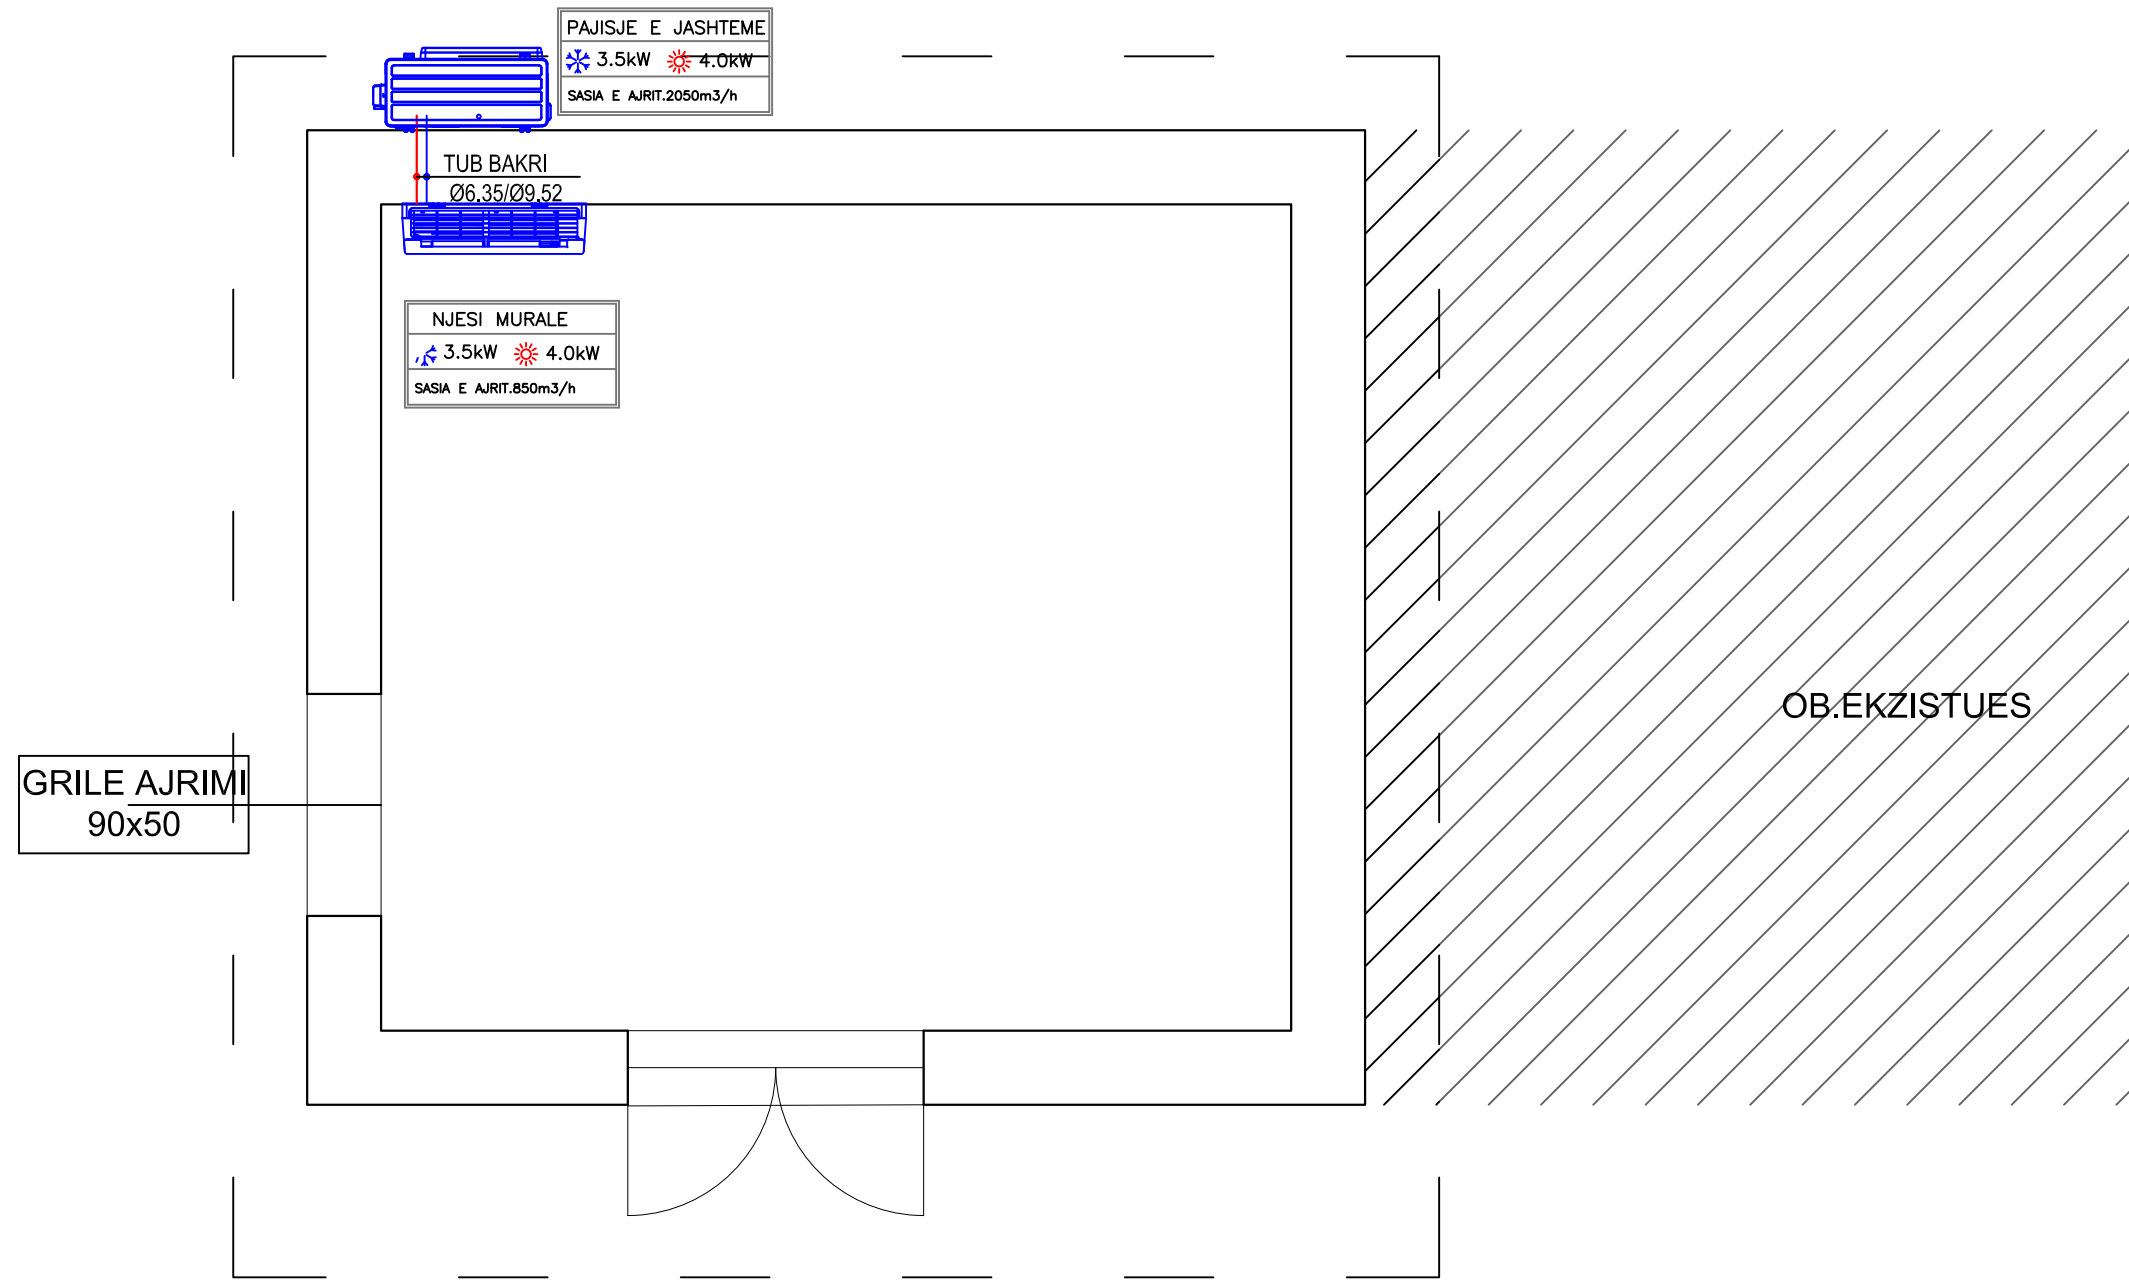 PAJISJE E JASHTEME
3.5kW 4.0kW
SASIA E AJRIT.2050m3/h
TUB BAKRI
Ø6.35/Ø9.52
NJESI MURALE
3.5kW 4.0kW
SASIA E AJRIT.850m3/h
OB.EKZISTUES
GRILE AJRIMI
90x50